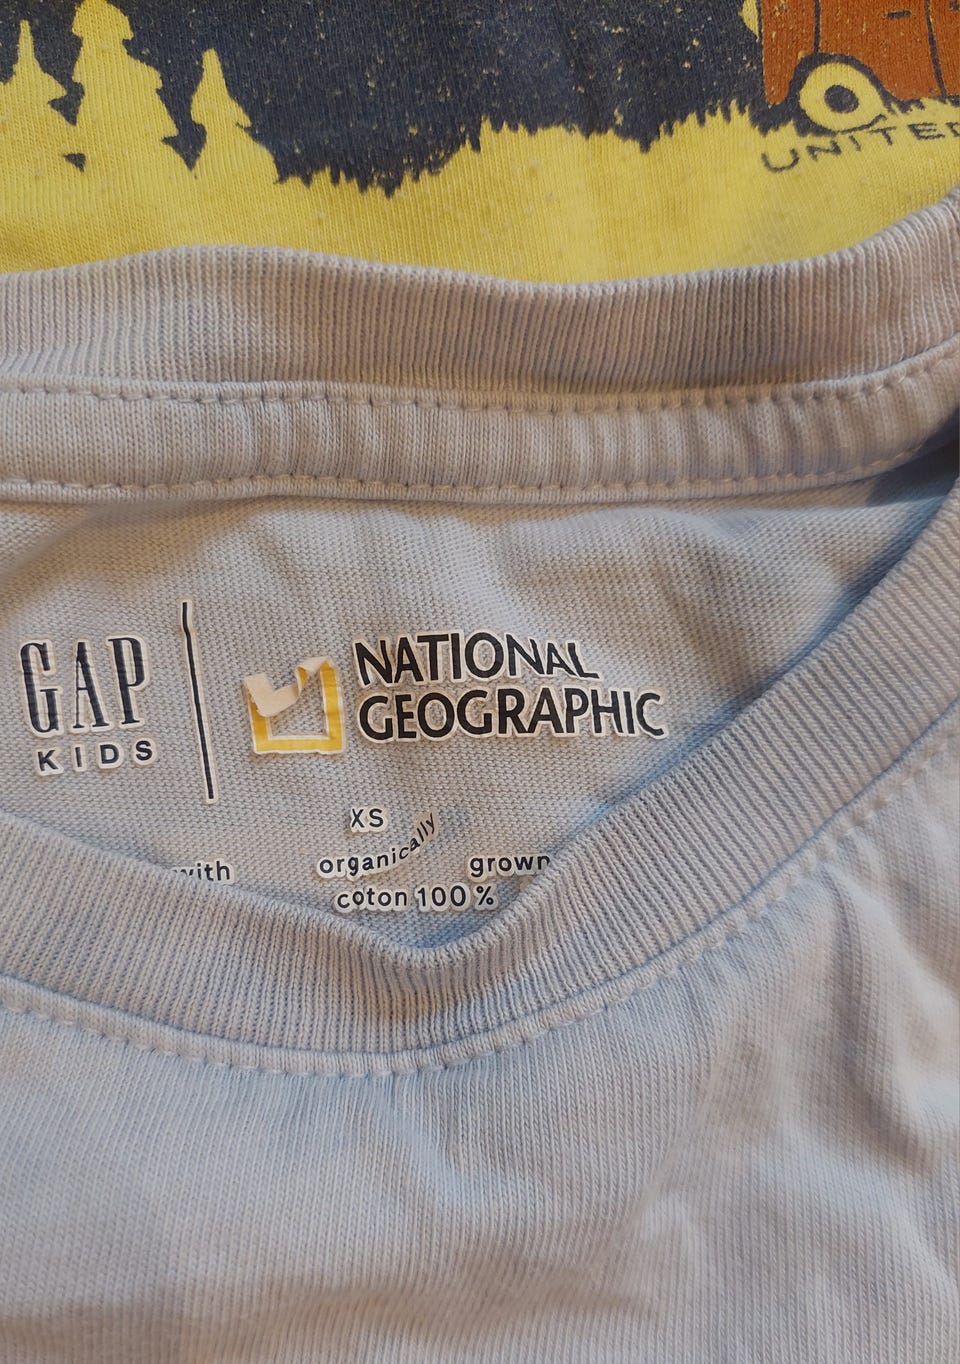 UNITED
GAP
KIDS
NATIONAL
GEOGRAPHIC
XS
with organically grown
coton 100 %